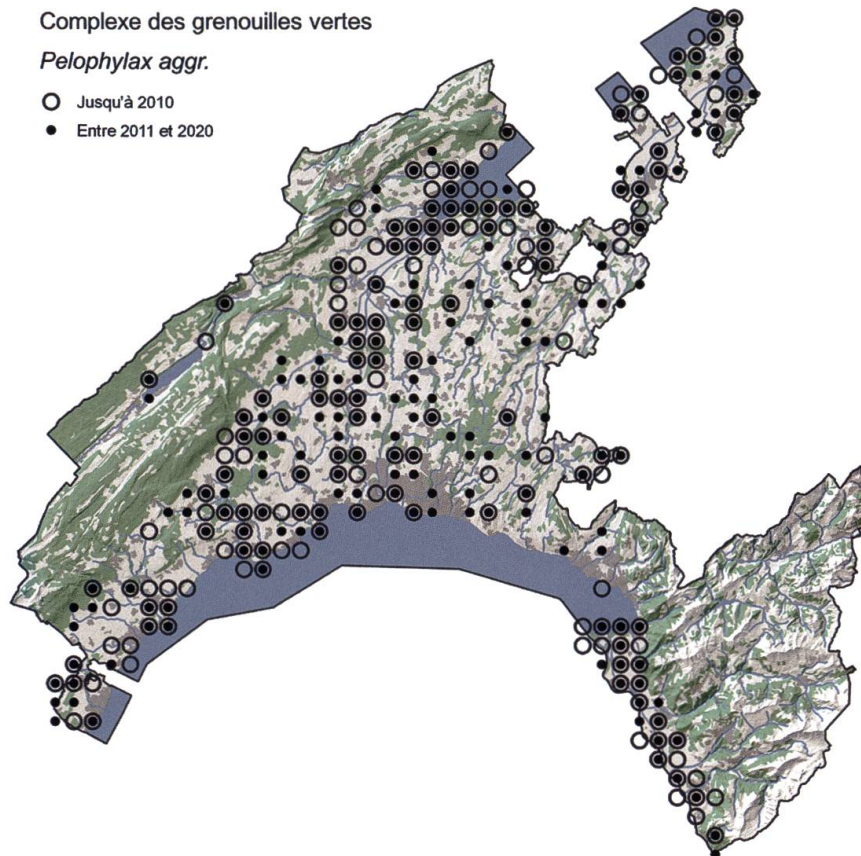 Complexe des grenouilles vertes
Pelophylax aggr.
Jusqu'à 2010
Entre 2011 et 2020